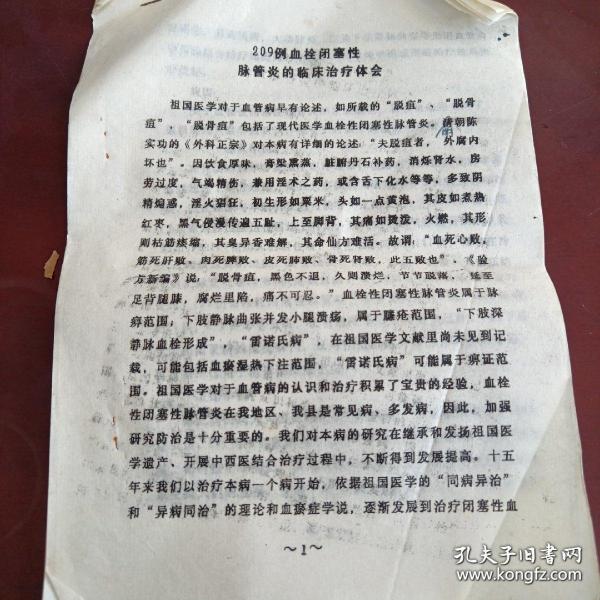 209例血栓闭塞性
脉管炎的临床治疗体会
祖国医学对于血管病早有论述，如所载的“脱疽”、“脱骨
疽”，“脱骨疽”包括了现代医学血栓性闭塞性脉管炎。明朝陈
实功的《外科正宗》对本病有详细的论述：“夫脱疽者，外腐内
坏也”。因饮食厚味，膏粱熏蒸，脏腑丹石补药，消烁肾水，房
劳过度，气竭精伤，兼用淫术之药，或含舌下化水等等，多致阴
精煽惑，淫火猖狂，初生形如粟米，头如一点黄泡，其皮如煮热
红枣，黑气侵漫传遍五趾，上至脚背，其痛如烫泼，火燃，其形
则枯筋痿缩，其臭异香难解，其命仙方难活。故谓：“血死心败，
筋死肝败、肉死脾败、皮死肺败、骨死肾败，此五败也”。《验
方新编》说：“脱骨疽，黑色不退，久则溃烂，节节脱落，延至
足背腿膝，腐烂里陷，痛不可忍。”血栓性闭塞性脉管炎属于脉
痹范围；下肢静脉曲张并发小腿溃疡，属于臁疮范围，“下肢深
静脉血栓形成”，“雷诺氏病”，在祖国医学文献里尚未见到记
载，可能包括血瘀湿热下注范围，“雷诺氏病”可能属于痹证范
围。祖国医学对于血管病的认识和治疗积累了宝贵的经验，血栓
性闭塞性脉管炎在我地区、我县是常见病、多发病，因此，加强
研究防治是十分重要的。我们对本病的研究在继承和发扬祖国医
学遗产、开展中西医结合治疗过程中，不断得到发展提高。十五
年来我们以治疗本病一个病开始，依据祖国医学的“同病异治”
和“异病同治”的理论和血瘀症学说，逐渐发展到治疗闭塞性血
～1～
孔夫子旧书网
www.kongfz.com